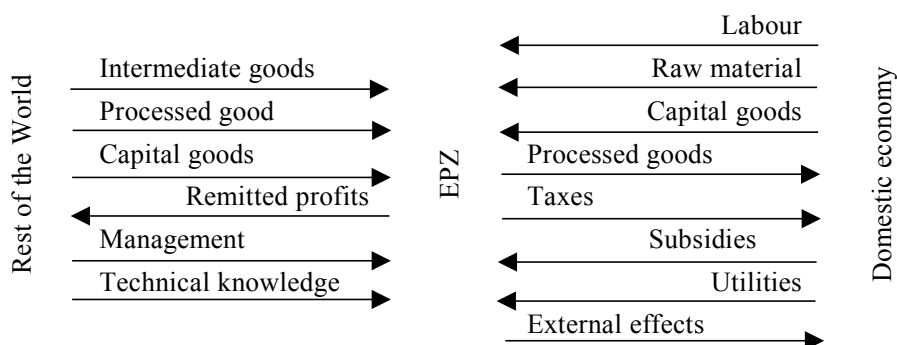 Rest of the World
Intermediate goods
Processed good
Capital goods
Remitted profits
Management
Technical knowledge
EPZ
Labour
Raw material
Capital goods
Processed goods
Taxes
Subsidies
Utilities
External effects
Domestic economy